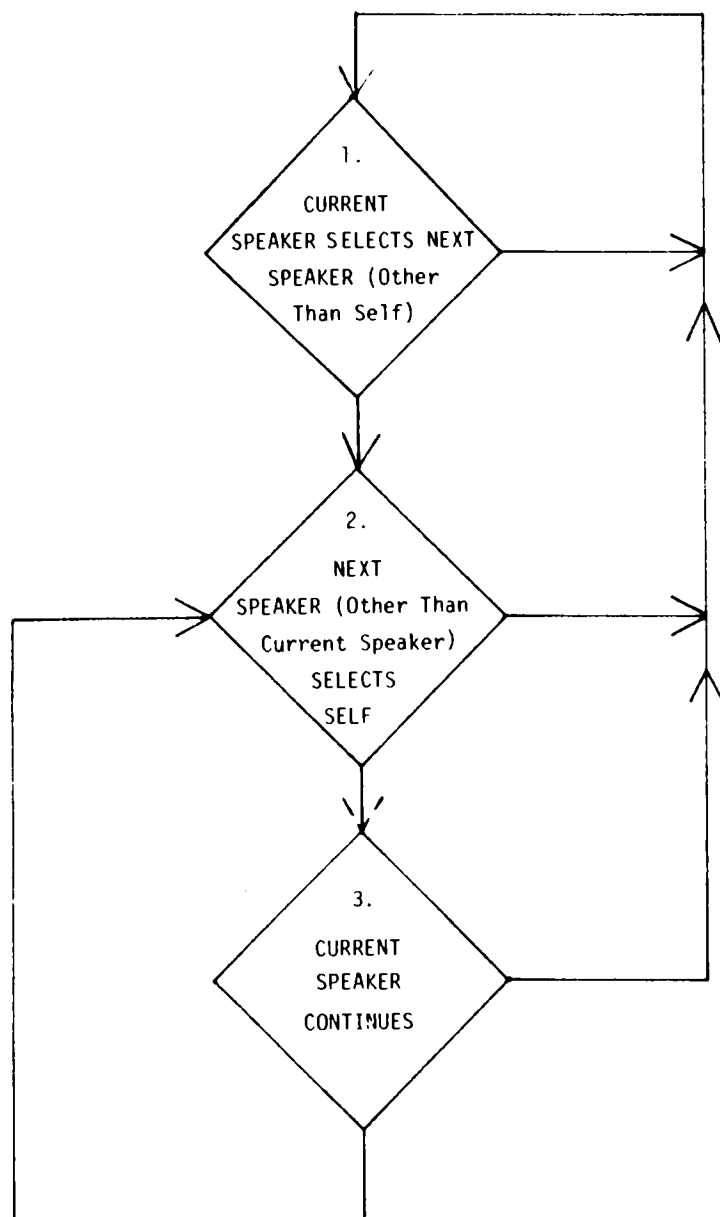 1.
CURRENT
SPEAKER SELECTS NEXT
SPEAKER (Other
Than Self)
2.
NEXT
SPEAKER (Other Than
Current Speaker)
SELECTS
SELF
3.
CURRENT
SPEAKER
CONTINUES